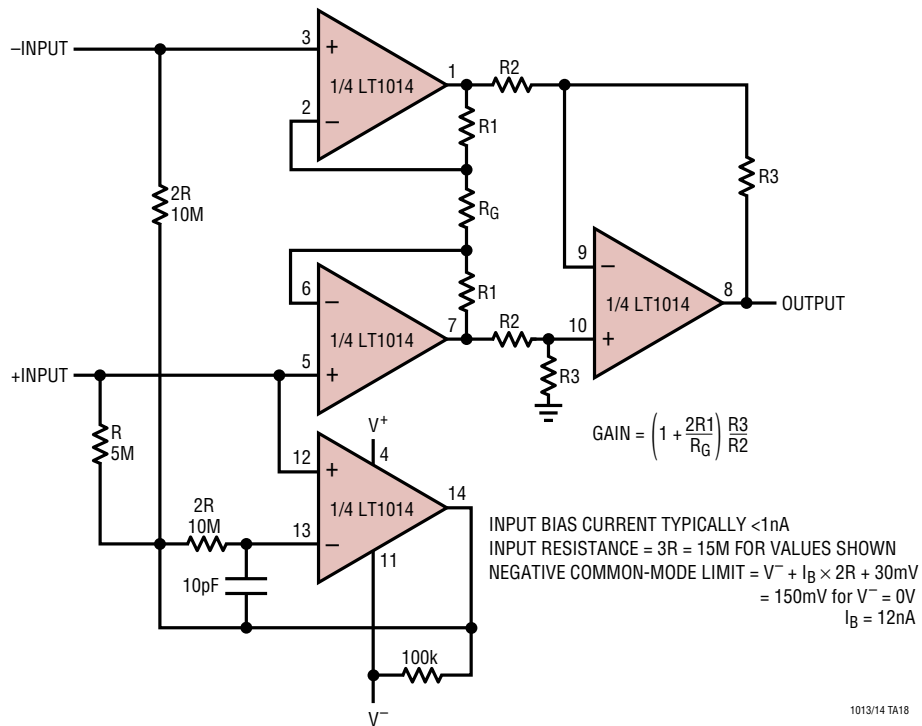 –INPUT
3
+
1/4 LT1014
2
–
1
R2
R1
R3
2R
10M
RG
6
–
1/4 LT1014
5
+
7
R1
R2
9
–
1/4 LT1014
10
+
8
OUTPUT
R3
+INPUT
R
5M
V+
4
12
+
1/4 LT1014
13
–
14
11
2R
10M
10pF
100k
V–
GAIN = (1 + 2R1/RG) R3/R2
INPUT BIAS CURRENT TYPICALLY <1nA
INPUT RESISTANCE = 3R = 15M FOR VALUES SHOWN
NEGATIVE COMMON-MODE LIMIT = V– + IB × 2R + 30mV
= 150mV for V– = 0V
IB = 12nA
1013/14 TA18